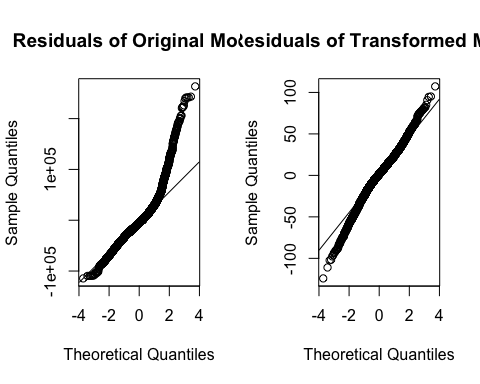 Residuals of Original Mo
Residuals of Transformed M
Sample Quantiles
1e+05
-1e+05
-4 -2 0 2 4
Theoretical Quantiles
Sample Quantiles
100
50
0
-50
-100
-4 -2 0 2 4
Theoretical Quantiles